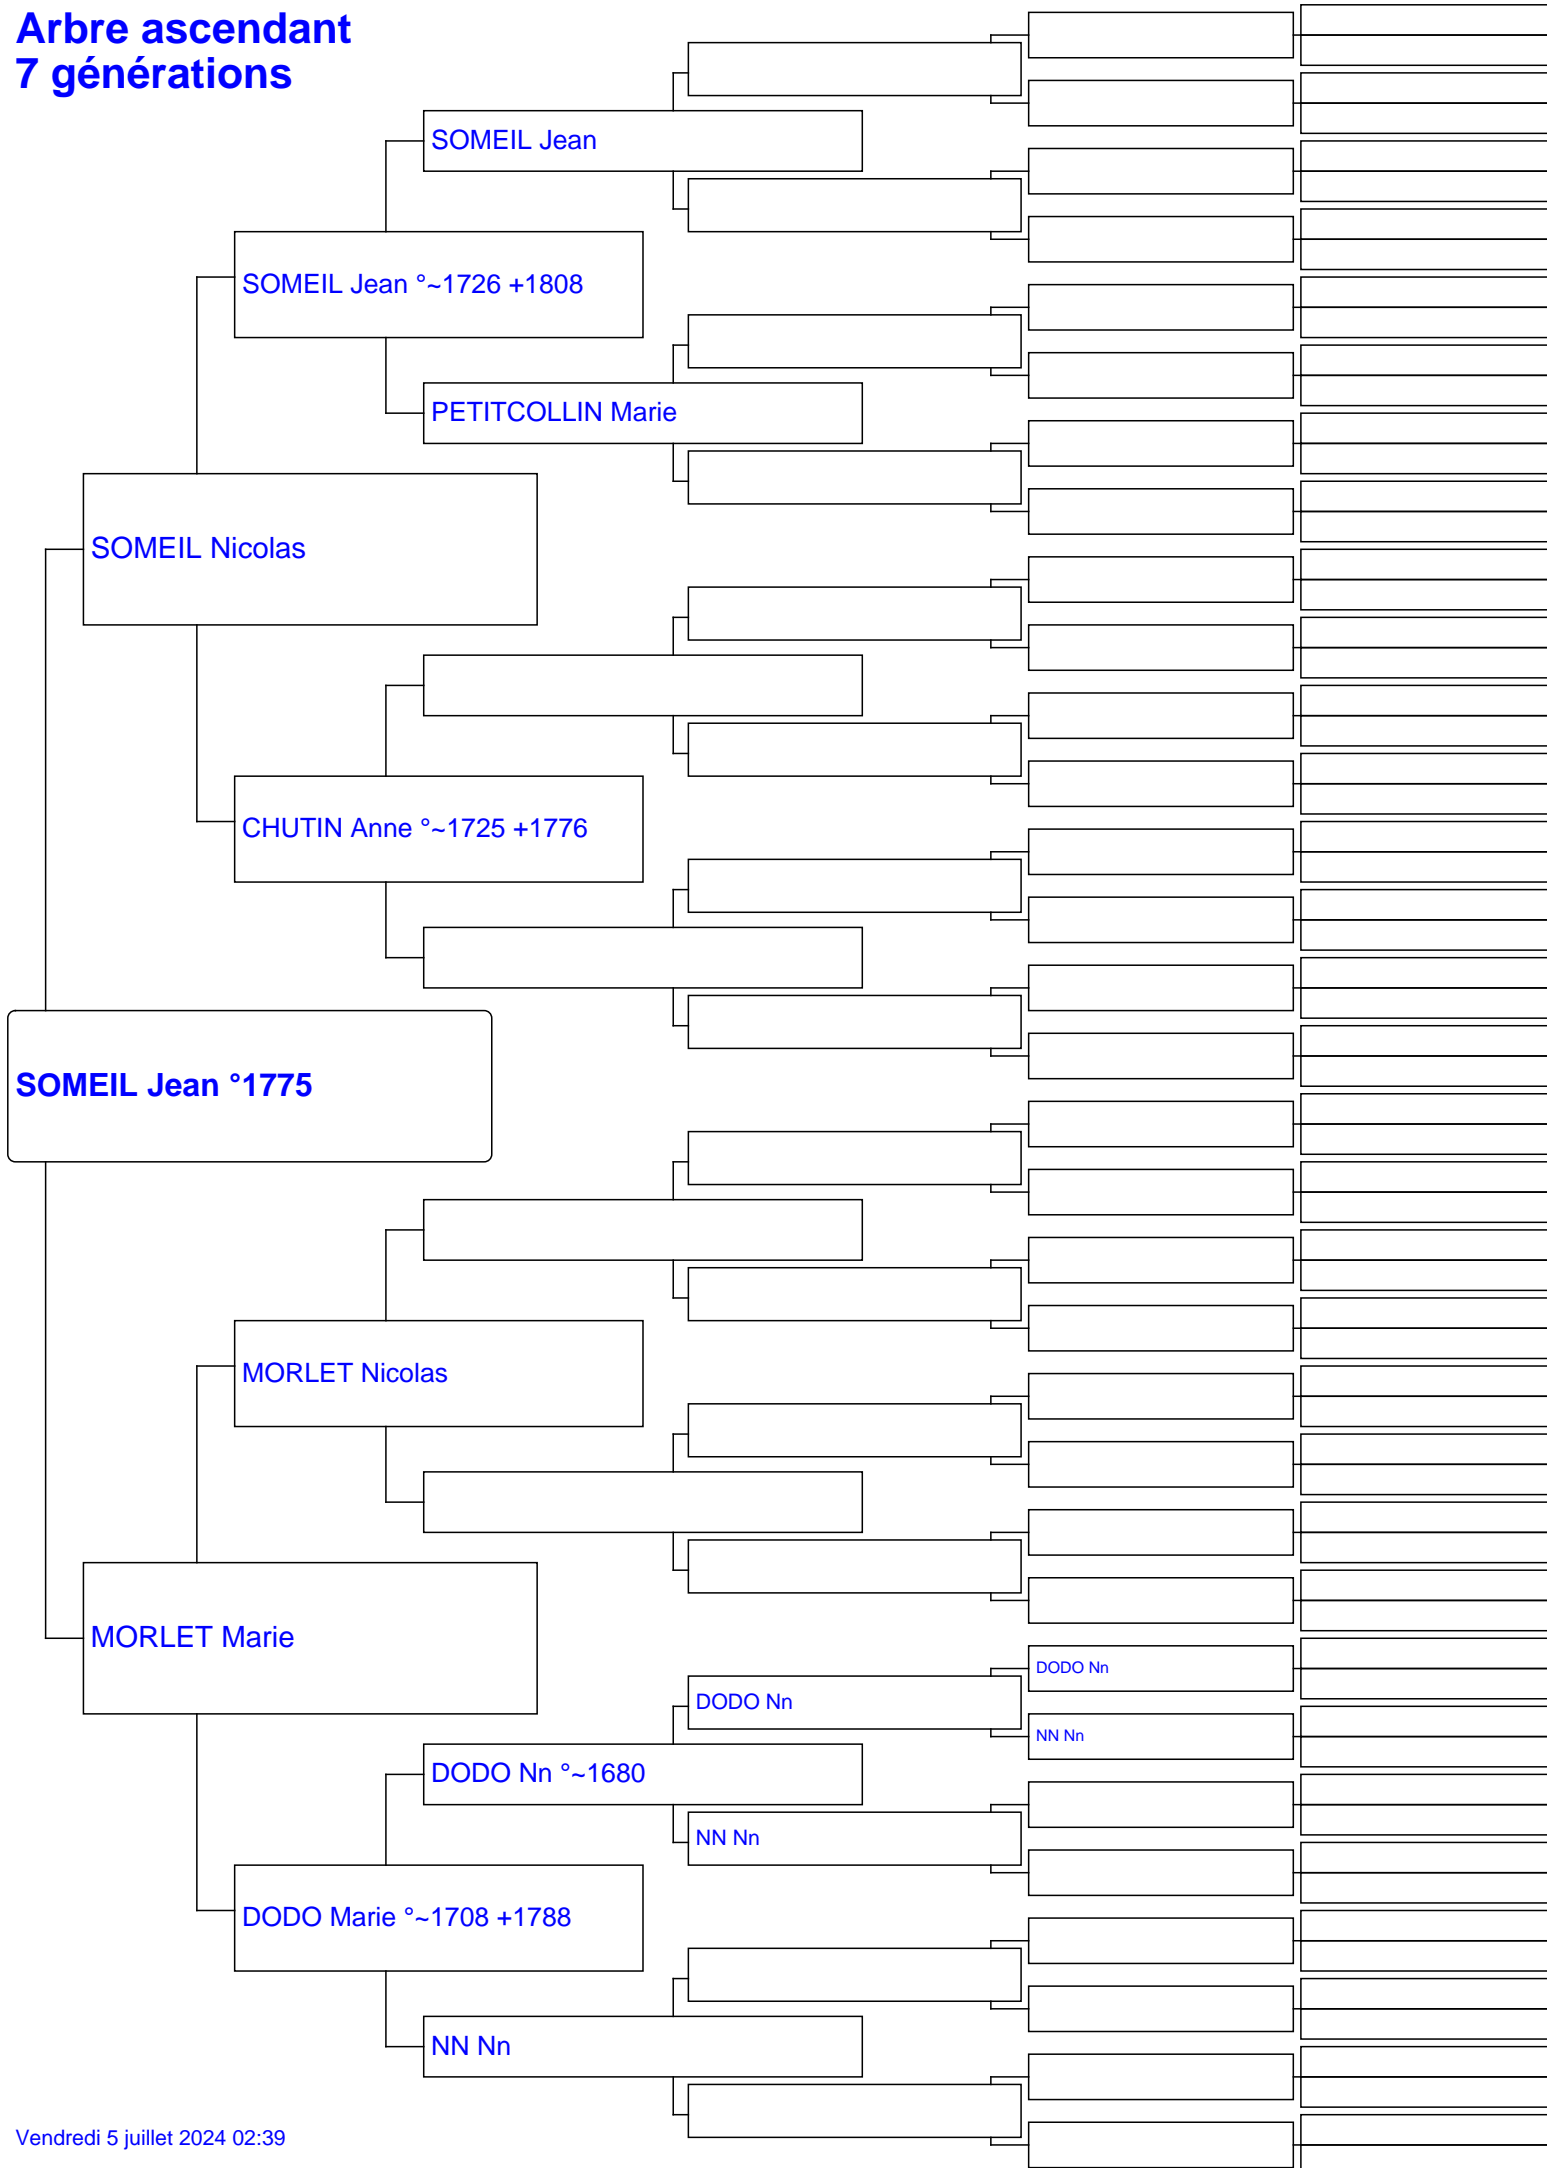 Arbre ascendant
7 générations
SOMEIL Jean
SOMEIL Jean °~1726 +1808
PETITCOLLIN Marie
SOMEIL Nicolas
CHUTIN Anne °~1725 +1776
SOMEIL Jean °1775
MORLET Nicolas
MORLET Marie
DODO Nn
DODO Nn
NN Nn
DODO Nn °~1680
NN Nn
DODO Marie °~1708 +1788
NN Nn
Vendredi 5 juillet 2024 02:39